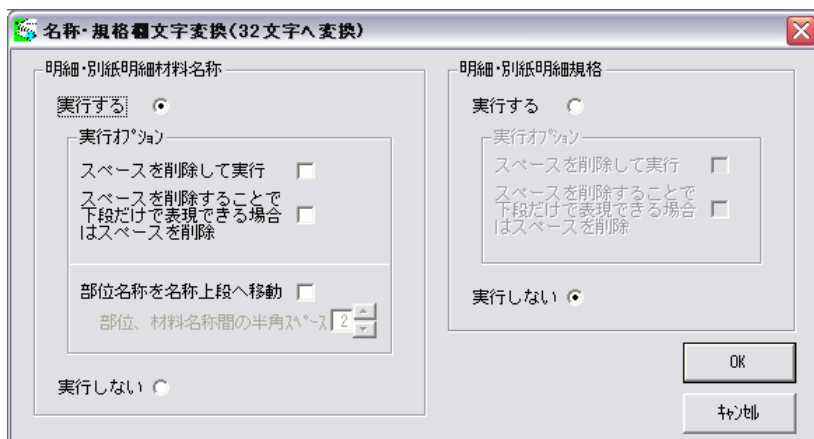 名称・規格欄文字変換(32文字へ変換)
明細・別紙明細材料名称
実行する
実行ｵﾌﾟｼｮﾝ
スペースを削除して実行
スペースを削除することで
下段だけで表現できる場合
はスペースを削除
部位名称を名称上段へ移動
部位、材料名称間の半角ｽﾍﾟｰｽ 2
実行しない
明細・別紙明細規格
実行する
実行ｵﾌﾟｼｮﾝ
スペースを削除して実行
スペースを削除することで
下段だけで表現できる場合
はスペースを削除
実行しない
OK
ｷｬﾝｾﾙ